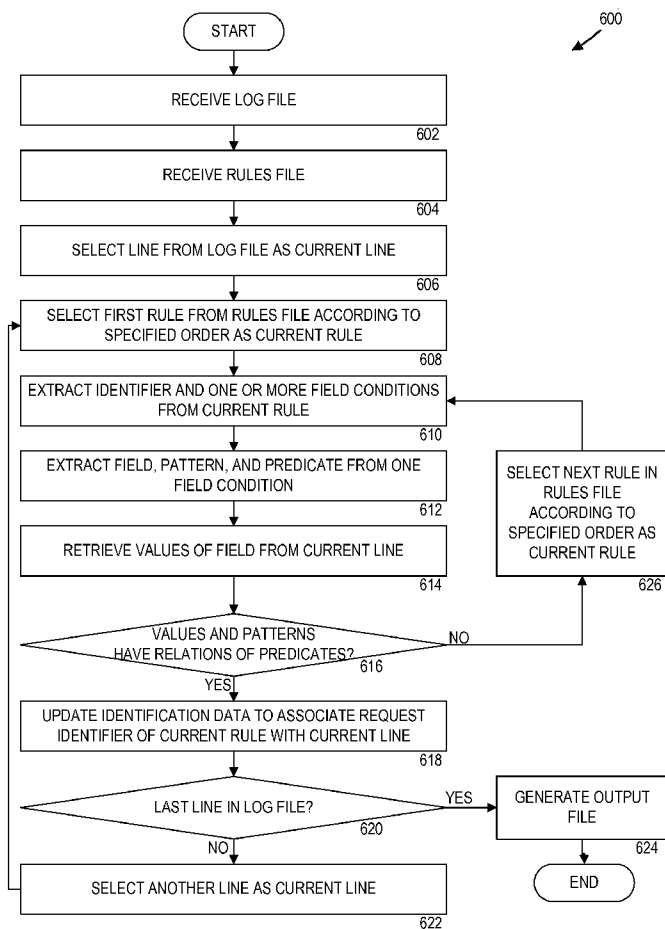 START
600
RECEIVE LOG FILE
602
RECEIVE RULES FILE
604
SELECT LINE FROM LOG FILE AS CURRENT LINE
606
SELECT FIRST RULE FROM RULES FILE ACCORDING TO
SPECIFIED ORDER AS CURRENT RULE
608
EXTRACT IDENTIFIER AND ONE OR MORE FIELD CONDITIONS
FROM CURRENT RULE
610
EXTRACT FIELD, PATTERN, AND PREDICATE FROM ONE
FIELD CONDITION
612
RETRIEVE VALUES OF FIELD FROM CURRENT LINE
614
SELECT NEXT RULE IN
RULES FILE
ACCORDING TO
SPECIFIED ORDER AS
CURRENT RULE
626
VALUES AND PATTERNS
HAVE RELATIONS OF PREDICATES?
616
NO
YES
UPDATE IDENTIFICATION DATA TO ASSOCIATE REQUEST
IDENTIFIER OF CURRENT RULE WITH CURRENT LINE
618
LAST LINE IN LOG FILE?
620
YES
GENERATE OUTPUT
FILE
624
NO
SELECT ANOTHER LINE AS CURRENT LINE
622
END